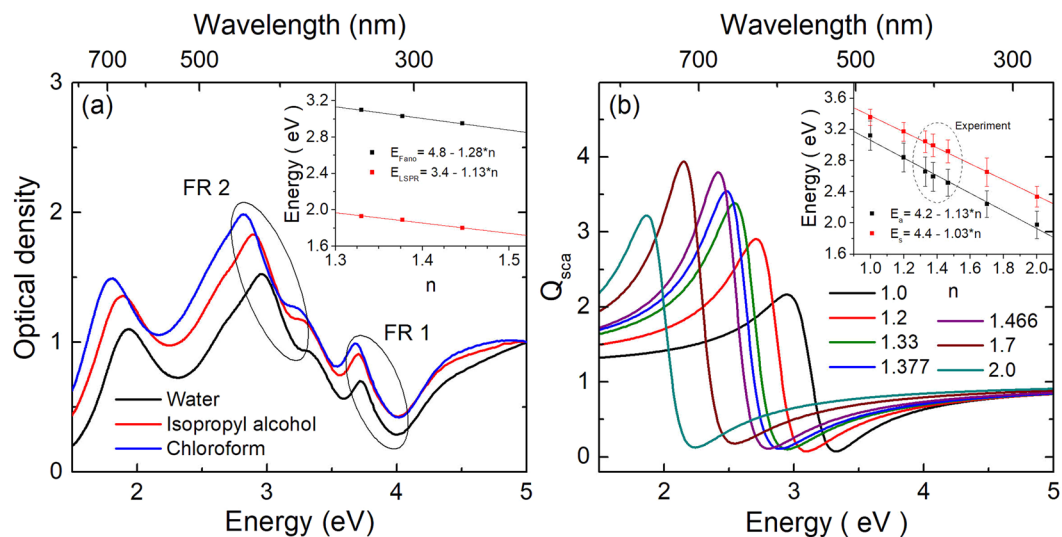 Wavelength (nm)
700 500 300
(a)
3
2
1
0
Optical density
FR 2
FR 1
Water
Isopropyl alcohol
Chloroform
2 3 4 5
Energy (eV)
3.2
2.8
2.4
2.0
1.6
Energy ( eV)
E_Fano = 4.8 - 1.28*n
E_LSPR = 3.4 - 1.13*n
1.3 1.4 1.5
n
Wavelength (nm)
700 500 300
(b)
5
4
3
2
1
0
Q_sca
3.6
3.2
2.8
2.4
2.0
1.6
Energy ( eV)
Experiment
E_a = 4.2 - 1.13*n
E_s = 4.4 - 1.03*n
1.0 1.2 1.4 1.6 1.8 2.0
n
1.0
1.2
1.33
1.377
1.466
1.7
2.0
2 3 4 5
Energy ( eV)